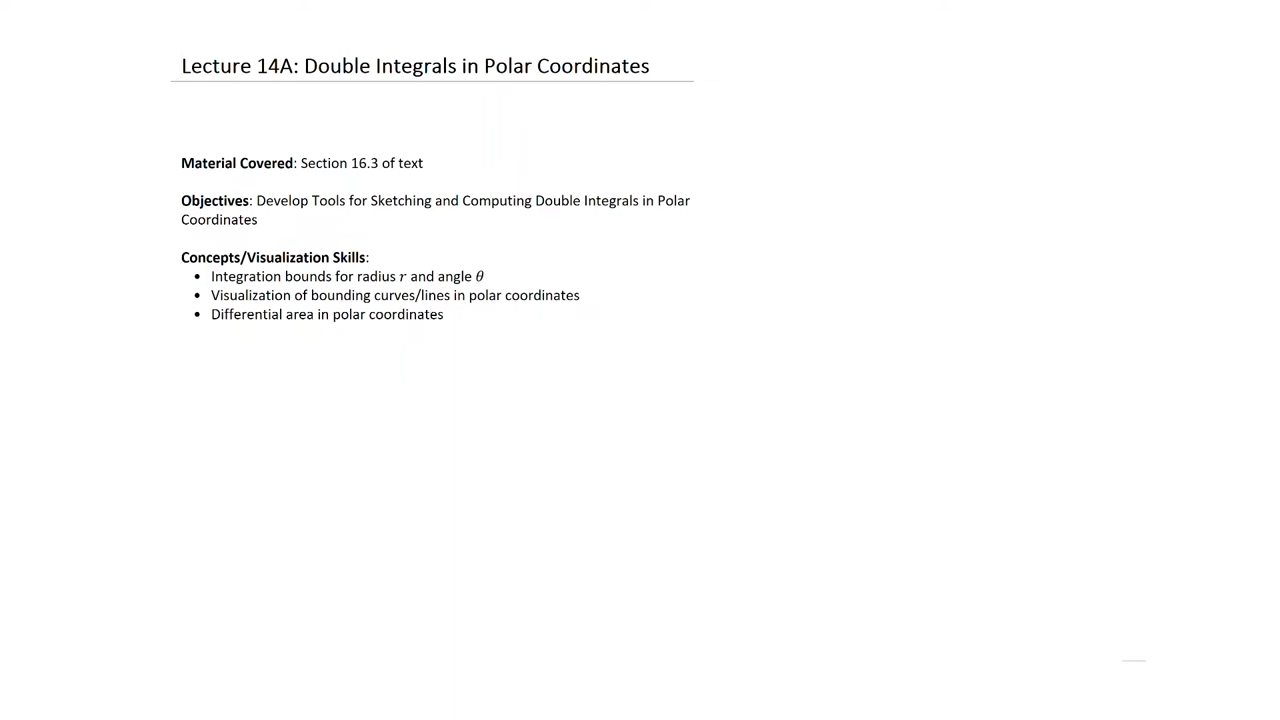 Lecture 14A: Double Integrals in Polar Coordinates
Material Covered: Section 16.3 of text
Objectives: Develop Tools for Sketching and Computing Double Integrals in Polar
Coordinates
Concepts/Visualization Skills:
• Integration bounds for radius r and angle θ
• Visualization of bounding curves/lines in polar coordinates
• Differential area in polar coordinates